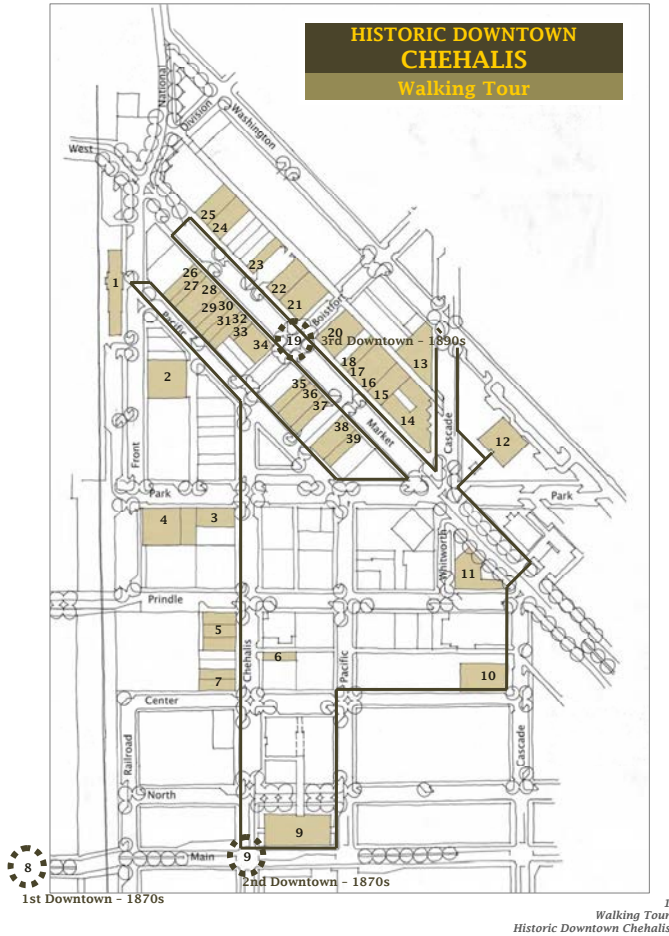 HISTORIC DOWNTOWN
CHEHALIS
Walking Tour
National
Division
Washington
West
25
24
23
26
27
28
22
1
29
30
21
Boistfort
31
32
Pacific
33
20
34
19
3rd Downtown - 1890s
18
13
17
2
35
16
36
15
37
14
38
Market
39
Cascade
12
Front
Park
Park
4
3
Whitworth
11
Prindle
5
6
Chehalis
Pacific
10
7
Center
Railroad
Cascade
North
9
8
Main
9
2nd Downtown - 1870s
1st Downtown - 1870s
1
Walking Tour
Historic Downtown Chehalis